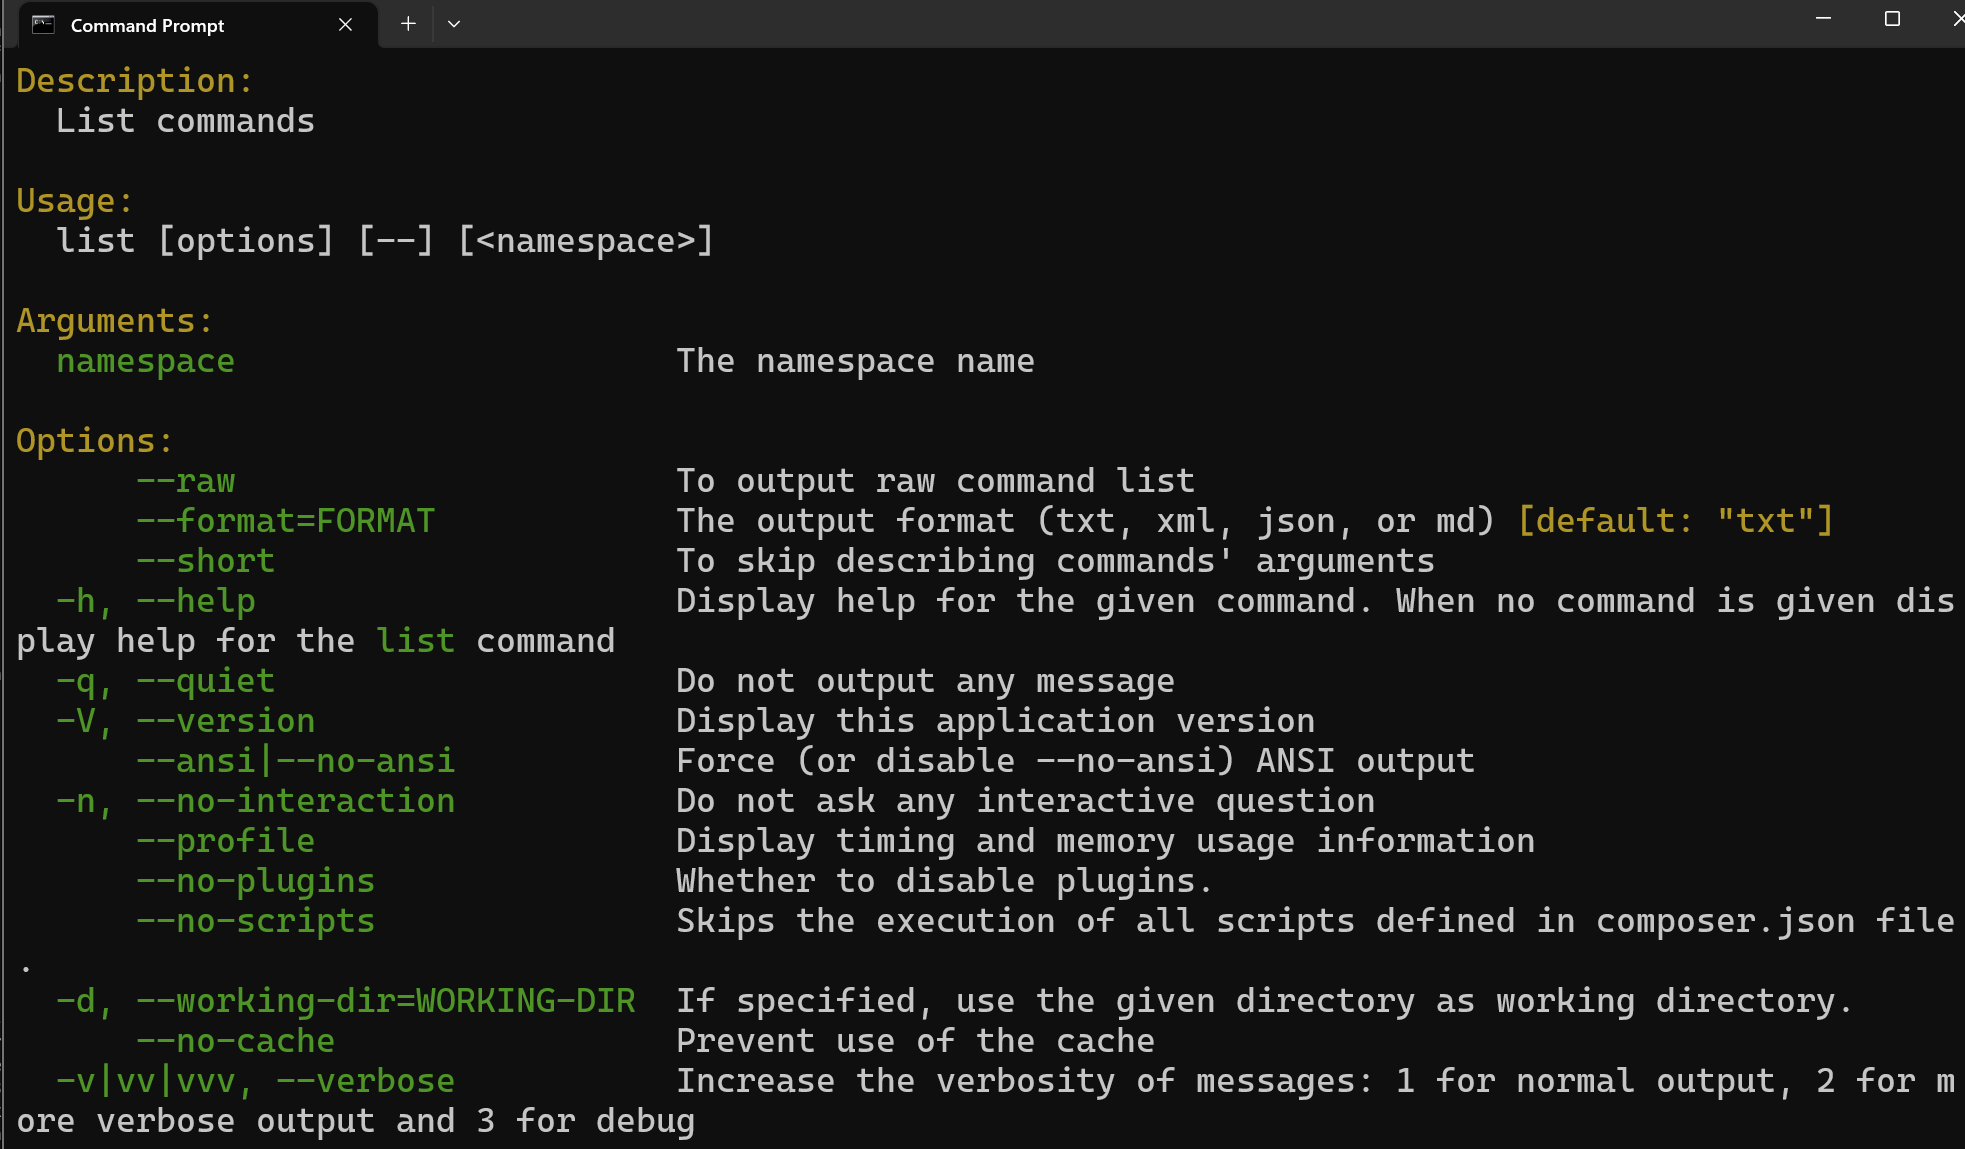 Command Prompt
Description:
  List commands

Usage:
  list [options] [--] [<namespace>]

Arguments:
  namespace                      The namespace name

Options:
      --raw                      To output raw command list
      --format=FORMAT            The output format (txt, xml, json, or md) [default: "txt"]
      --short                    To skip describing commands' arguments
  -h, --help                     Display help for the given command. When no command is given dis
play help for the list command
  -q, --quiet                    Do not output any message
  -V, --version                  Display this application version
      --ansi|--no-ansi           Force (or disable --no-ansi) ANSI output
  -n, --no-interaction           Do not ask any interactive question
      --profile                  Display timing and memory usage information
      --no-plugins               Whether to disable plugins.
      --no-scripts               Skips the execution of all scripts defined in composer.json file
.
  -d, --working-dir=WORKING-DIR  If specified, use the given directory as working directory.
      --no-cache                 Prevent use of the cache
  -v|vv|vvv, --verbose           Increase the verbosity of messages: 1 for normal output, 2 for m
ore verbose output and 3 for debug